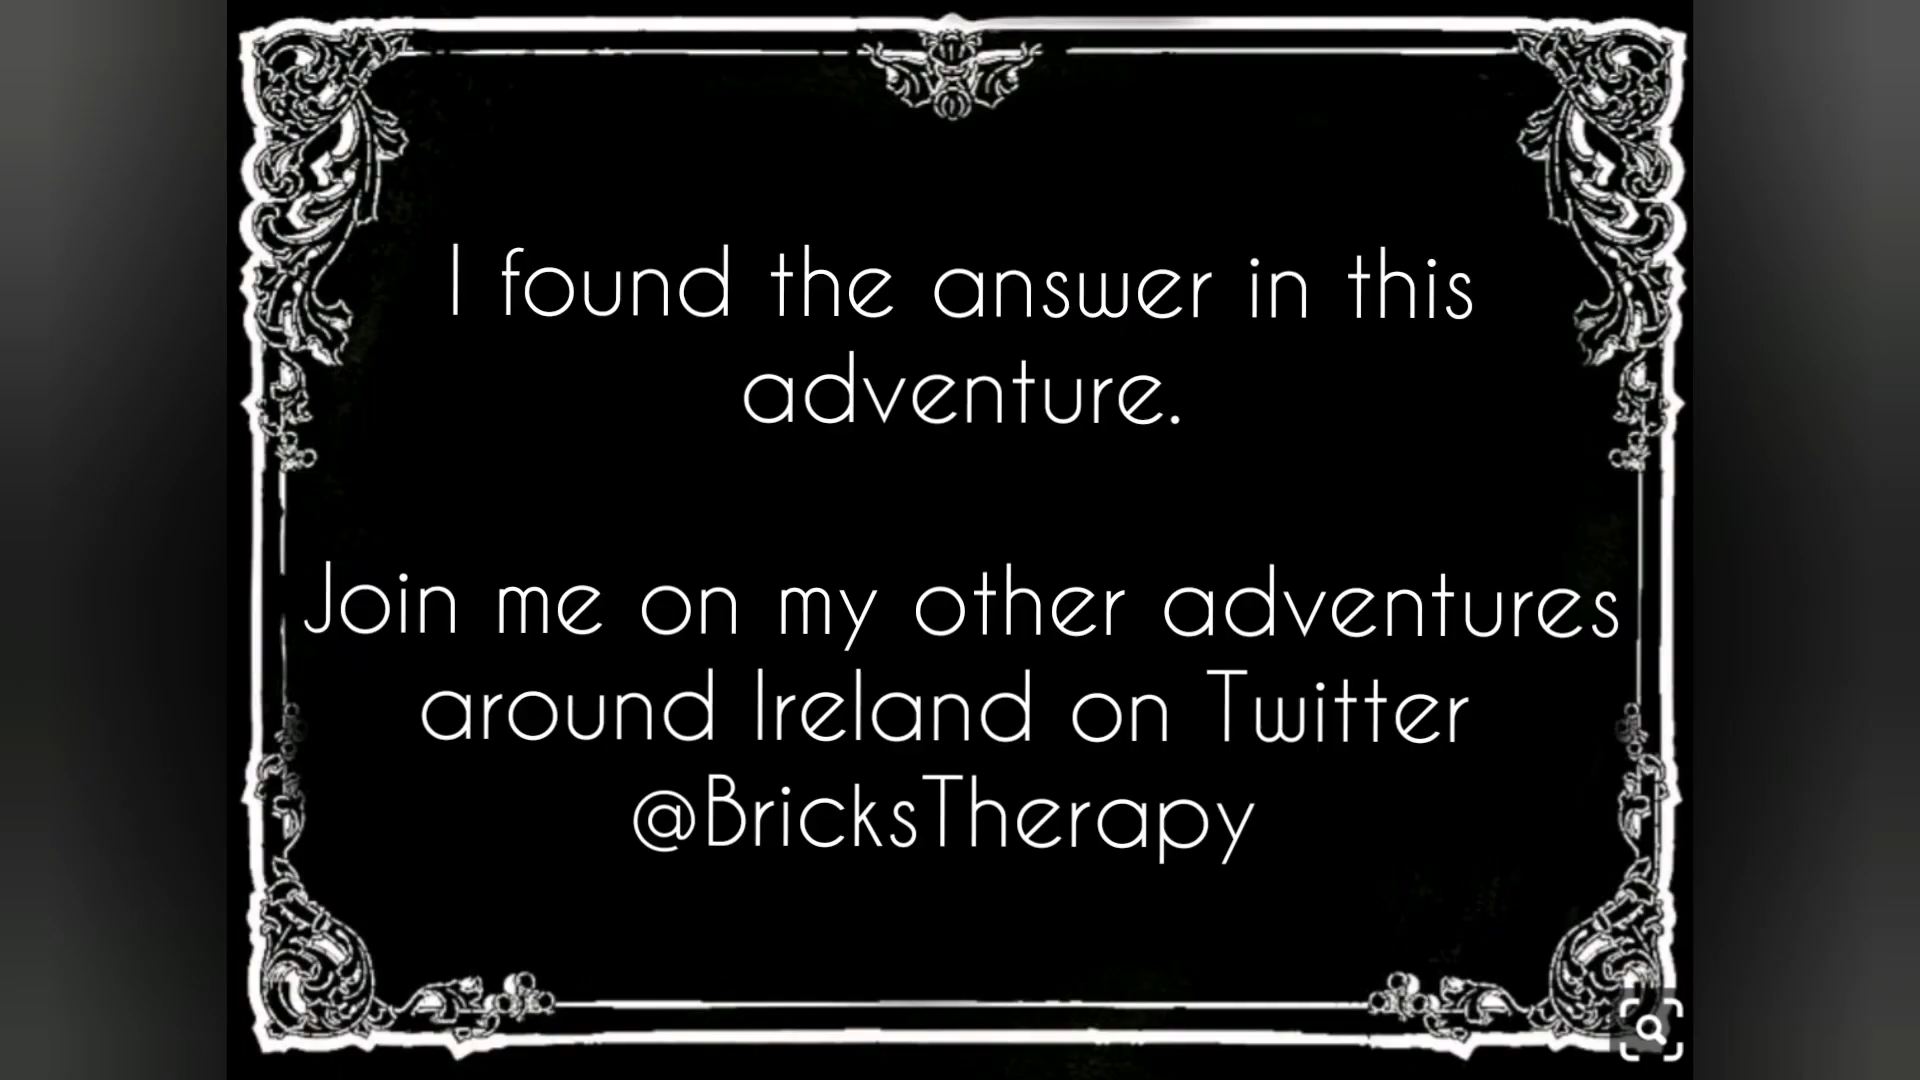 I found the answer in this
adventure.
Join me on my other adventures
around Ireland on Twitter
@BricksTherapy